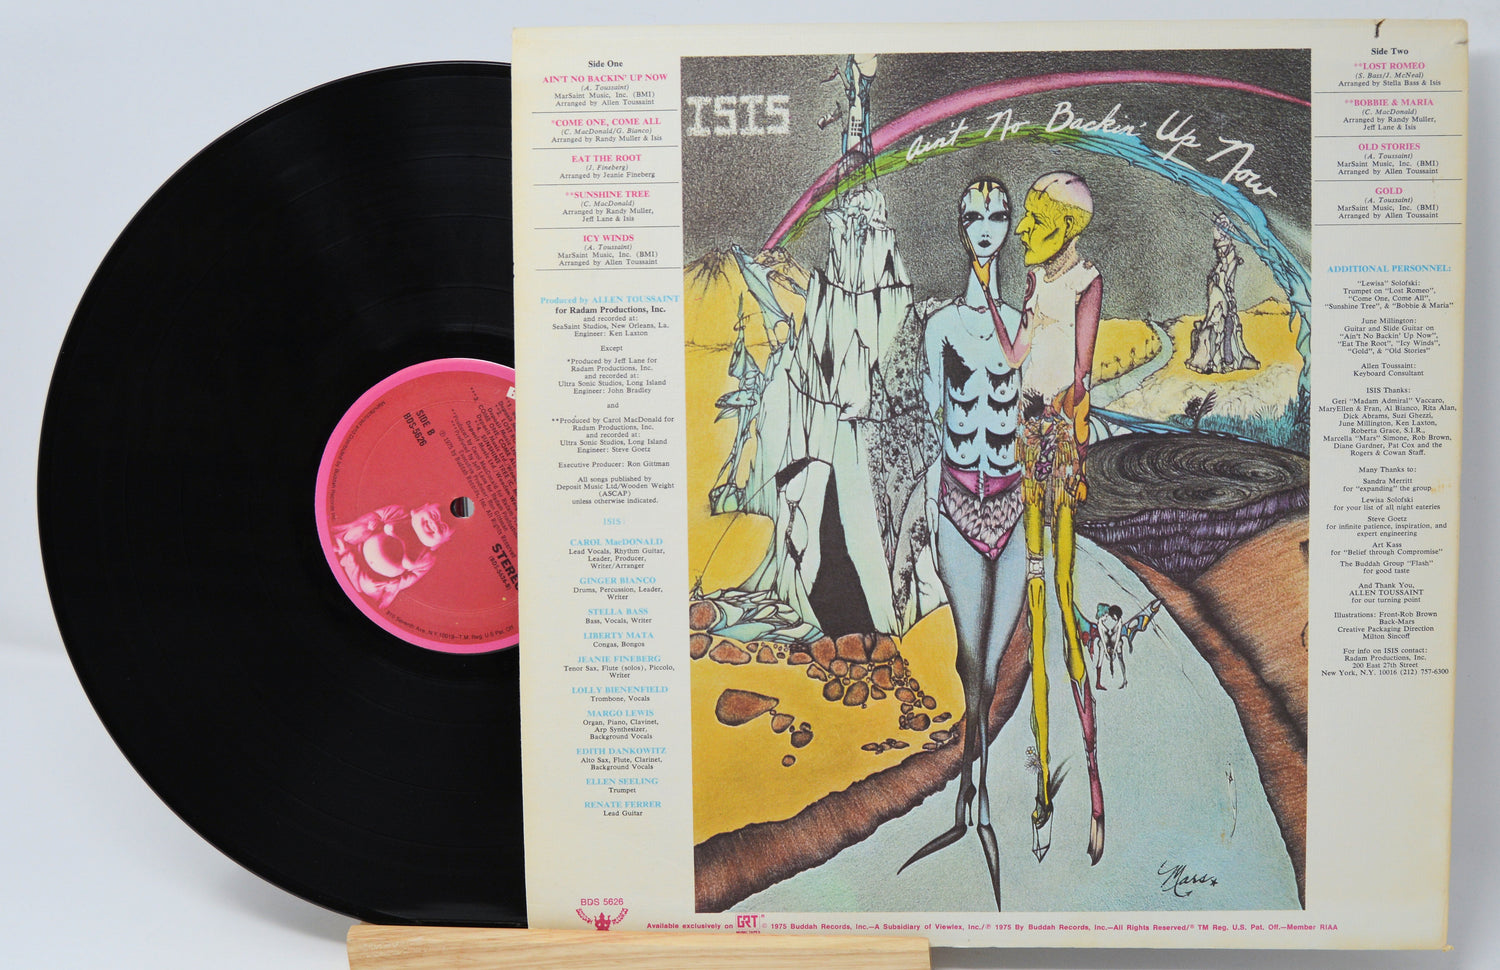 Side One
AIN'T NO BACKIN' UP NOW
(A. Toussaint)
MarSaint Music, Inc. (BMI)
Arranged by Allen Toussaint
*COME ONE, COME ALL
(C. MacDonald/G. Bianco)
Arranged by Randy Muller & Isis
EAT THE ROOT
(J. Fineberg)
Arranged by Jeanie Fineberg
**SUNSHINE TREE
(C. MacDonald)
Arranged by Randy Muller,
Jeff Lane & Isis
ICY WINDS
(A. Toussaint)
MarSaint Music, Inc. (BMI)
Arranged by Allen Toussaint
Produced by ALLEN TOUSSAINT
for Radam Productions, Inc.
and recorded at:
SeaSaint Studios, New Orleans, La.
Engineer: Ken Laxton
Except
*Produced by Jeff Lane for
Radam Productions, Inc.
and recorded at:
Ultra Sonic Studios, Long Island
Engineer: John Bradley
and
**Produced by Carol MacDonald for
Radam Productions, Inc.
and recorded at:
Ultra Sonic Studios, Long Island
Engineer: Steve Goetz
Executive Producer: Ron Gittman
All songs published by
Deposit Music Ltd/Wooden Weight
(ASCAP)
unless otherwise indicated.
ISIS:
CAROL MacDONALD
Lead Vocals, Rhythm Guitar,
Leader, Producer,
Writer/Arranger
GINGER BIANCO
Drums, Percussion, Leader,
Writer
STELLA BASS
Bass, Vocals, Writer
LIBERTY MATA
Congas, Bongos
JEANIE FINEBERG
Tenor Sax, Flute (solos), Piccolo,
Writer
LOLLY BIENENFELD
Trombone, Vocals
MARGO LEWIS
Organ, Piano, Clavinet,
Arp Synthesizer,
Background Vocals
EDITH DANKOWITZ
Alto Sax, Flute, Clarinet,
Background Vocals
ELLEN SEELING
Trumpet
RENATE FERRER
Lead Guitar
ISIS
Ain't No Backin' Up Now
Mars
Side Two
**LOST ROMEO
(S. Bass/J. McNeal)
Arranged by Stella Bass & Isis
**BOBBIE & MARIA
(C. MacDonald)
Arranged by Randy Muller,
Jeff Lane & Isis
OLD STORIES
(A. Toussaint)
MarSaint Music, Inc. (BMI)
Arranged by Allen Toussaint
GOLD
(A. Toussaint)
MarSaint Music, Inc. (BMI)
Arranged by Allen Toussaint
ADDITIONAL PERSONNEL:
"Lewisa" Solofski:
Trumpet on "Lost Romeo",
"Come One, Come All",
"Sunshine Tree", & "Bobbie & Maria"
June Millington:
Guitar and Slide Guitar on
"Ain't No Backin' Up Now",
"Eat The Root", "Icy Winds",
"Gold", & "Old Stories"
Allen Toussaint:
Keyboard Consultant
ISIS Thanks:
Geri "Madam Admiral" Vaccaro,
MaryEllen & Fran, Al Bianco, Rita Alan,
Dick Abrams, Suzi Ghezzi,
June Millington, Ken Laxton,
Roberta Grace, S.I.R.,
Marcella "Mars" Simone, Rob Brown,
Diane Gardner, Pat Cox and the
Rogers & Cowan Staff.
Many Thanks to:
Sandra Merritt
for "expanding" the group
Lewisa Solofski
for your list of all night eateries
Steve Goetz
for infinite patience, inspiration, and
expert engineering
Art Kass
for "Belief through Compromise"
The Buddah Group "Flash"
for good taste
And Thank You,
ALLEN TOUSSAINT
for our turning point
Illustrations: Front-Rob Brown
Back-Mars
Creative Packaging Direction
Milton Sincoff
For info on ISIS contact:
Radam Productions, Inc.
200 East 27th Street
New York, N.Y. 10016 (212) 757-6300
BDS 5626
Available exclusively on GRT © 1975 Buddah Records, Inc.—A Subsidiary of Viewlex, Inc./℗ 1975 By Buddah Records, Inc.—All Rights Reserved/® TM Reg. U.S. Pat. Off.—Member RIAA
SIDE B
BDS-5626
STEREO